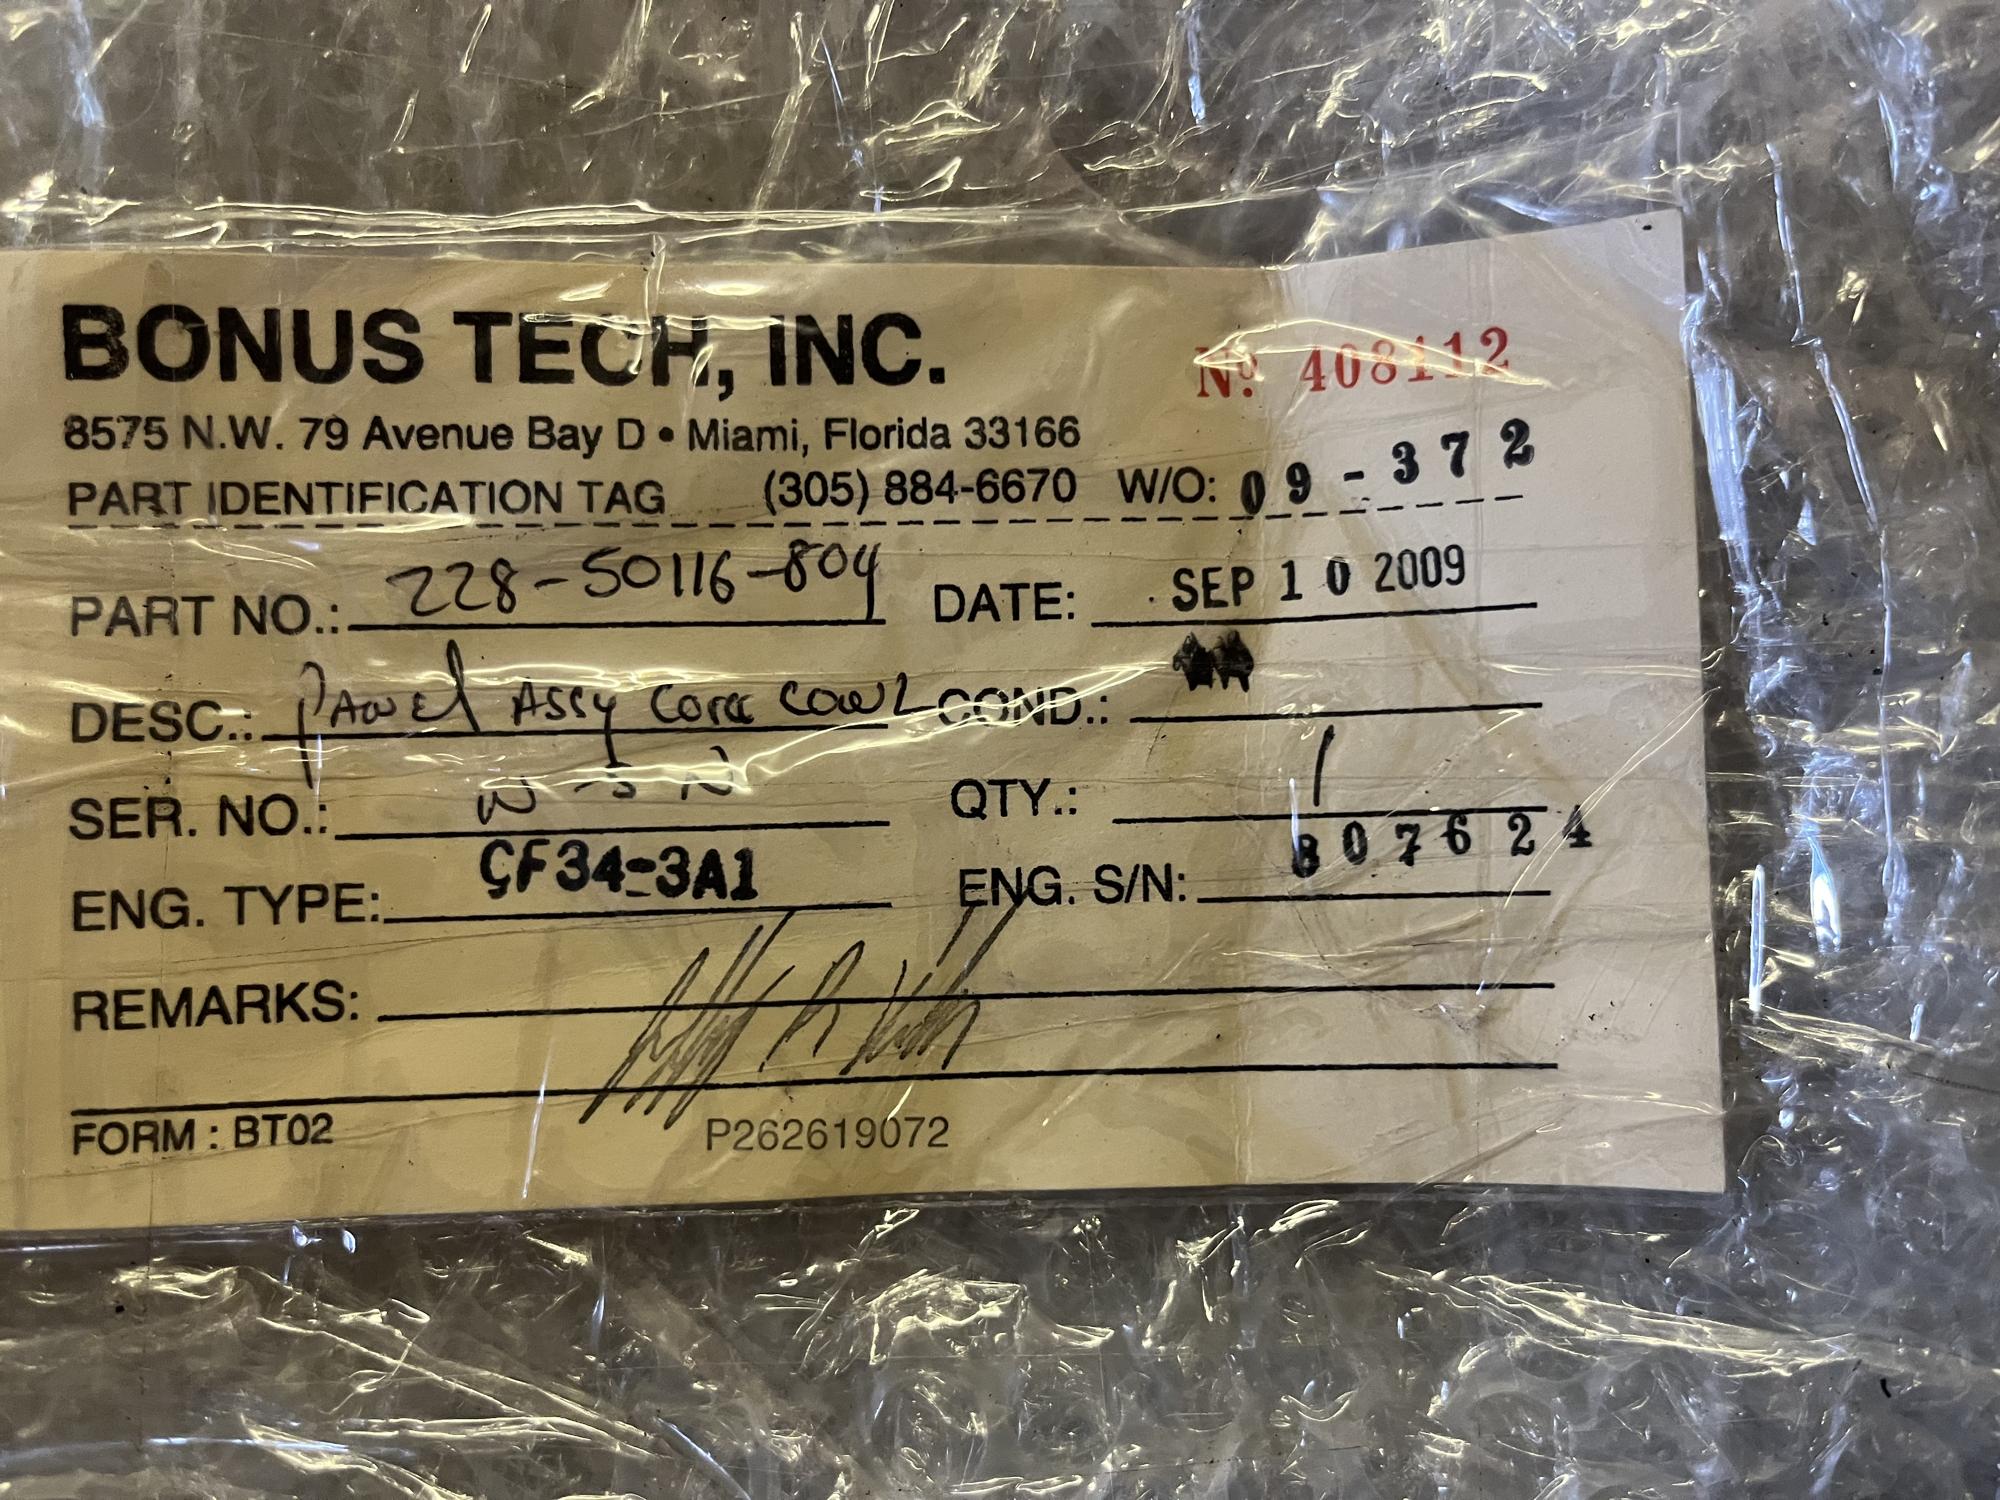 BONUS TECH, INC.
Nº 408112
8575 N.W. 79 Avenue Bay D • Miami, Florida 33166
PART IDENTIFICATION TAG (305) 884-6670 W/O: 09-372
PART NO.: 228-50116-804 DATE: SEP 10 2009
DESC.: Panel Assy Core Cowl COND.:
SER. NO.: QTY.: 1
ENG. TYPE: CF34-3A1 ENG. S/N: 807624
REMARKS:
FORM : BT02 P262619072